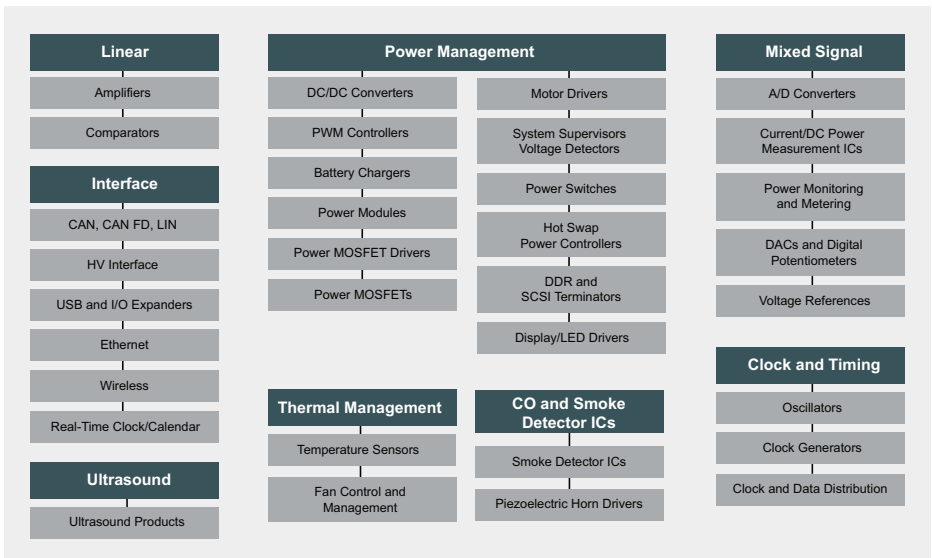 Linear
Amplifiers
Comparators
Interface
CAN, CAN FD, LIN
HV Interface
USB and I/O Expanders
Ethernet
Wireless
Real-Time Clock/Calendar
Ultrasound
Ultrasound Products
Power Management
DC/DC Converters
PWM Controllers
Battery Chargers
Power Modules
Power MOSFET Drivers
Power MOSFETs
Motor Drivers
System Supervisors
Voltage Detectors
Power Switches
Hot Swap
Power Controllers
DDR and
SCSI Terminators
Display/LED Drivers
Thermal Management
Temperature Sensors
Fan Control and
Management
CO and Smoke
Detector ICs
Smoke Detector ICs
Piezoelectric Horn Drivers
Mixed Signal
A/D Converters
Current/DC Power
Measurement ICs
Power Monitoring
and Metering
DACs and Digital
Potentiometers
Voltage References
Clock and Timing
Oscillators
Clock Generators
Clock and Data Distribution